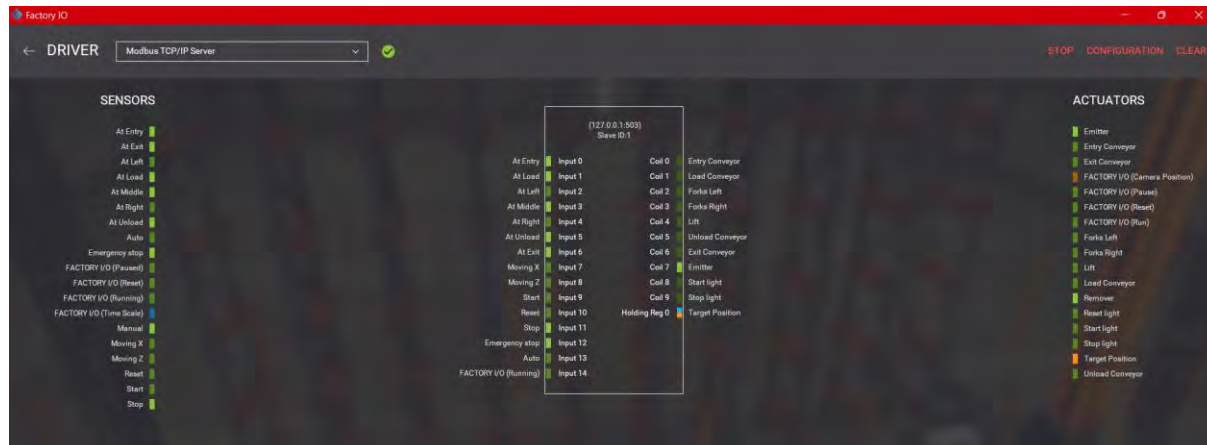 Factory IO
← DRIVER Modbus TCP/IP Server STOP CONFIGURATION CLEAR
SENSORS
At Entry
At Exit
At Left
At Load
At Middle
At Right
At Unload
Auto
Emergency stop
FACTORY I/O (Paused)
FACTORY I/O (Reset)
FACTORY I/O (Running)
FACTORY I/O (Time Scale)
Manual
Moving X
Moving Z
Reset
Start
Stop
(127.0.0.1:503)
Slave ID:1
At Entry Input 0 Coil 0 Entry Conveyor
At Load Input 1 Coil 1 Load Conveyor
At Left Input 2 Coil 2 Forks Left
At Middle Input 3 Coil 3 Forks Right
At Right Input 4 Coil 4 Lift
At Unload Input 5 Coil 5 Unload Conveyor
At Exit Input 6 Coil 6 Exit Conveyor
Moving X Input 7 Coil 7 Emitter
Moving Z Input 8 Coil 8 Start light
Start Input 9 Coil 9 Stop light
Reset Input 10 Holding Reg 0 Target Position
Stop Input 11
Emergency stop Input 12
Auto Input 13
FACTORY I/O (Running) Input 14
ACTUATORS
Emitter
Entry Conveyor
Exit Conveyor
FACTORY I/O (Camera Position)
FACTORY I/O (Pause)
FACTORY I/O (Reset)
FACTORY I/O (Run)
Forks Left
Forks Right
Lift
Load Conveyor
Remover
Reset light
Start light
Stop light
Target Position
Unload Conveyor